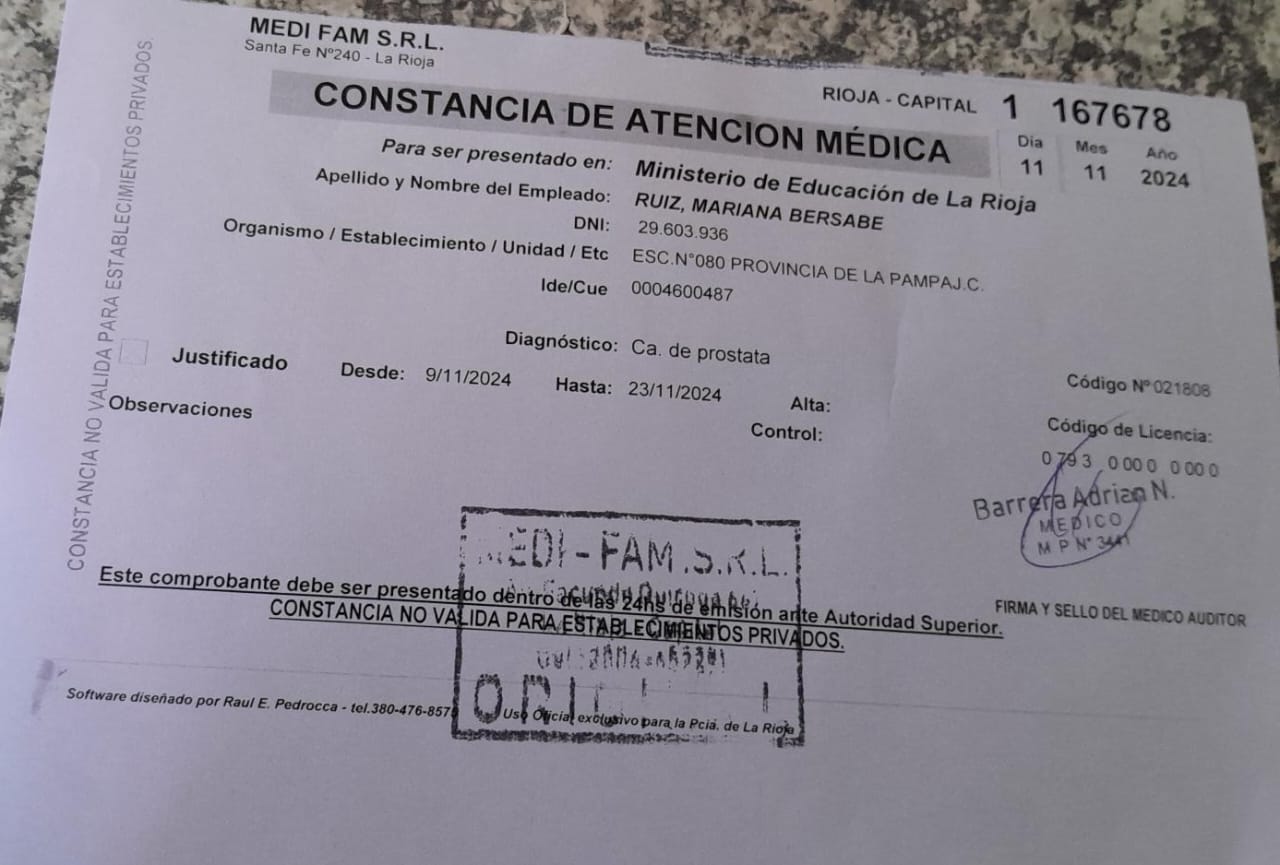 MEDI FAM S.R.L.
Santa Fe Nº240 - La Rioja
RIOJA - CAPITAL 1 167678
CONSTANCIA DE ATENCION MÉDICA
Día Mes Año
11 11 2024
Para ser presentado en: Ministerio de Educación de La Rioja
Apellido y Nombre del Empleado: RUIZ, MARIANA BERSABE
DNI: 29.603.936
Organismo / Establecimiento / Unidad / Etc ESC.N°080 PROVINCIA DE LA PAMPAJ.C.
Ide/Cue 0004600487
Diagnóstico: Ca. de prostata
Justificado Desde: 9/11/2024 Hasta: 23/11/2024 Alta:
Control:
Observaciones
Código Nº 021808
Código de Licencia:
0793 0000 0000
Barrera Adrian N.
MEDICO
M P N° 3441
FIRMA Y SELLO DEL MEDICO AUDITOR
MEDI-FAM.S.R.L.
Este comprobante debe ser presentado dentro de las 24hs de emisión ante Autoridad Superior.
CONSTANCIA NO VALIDA PARA ESTABLECIMIENTOS PRIVADOS.
Software diseñado por Raul E. Pedrocca - tel.380-476-857
Uso Oficial exclusivo para la Pcia. de La Rioja
CONSTANCIA NO VALIDA PARA ESTABLECIMIENTOS PRIVADOS